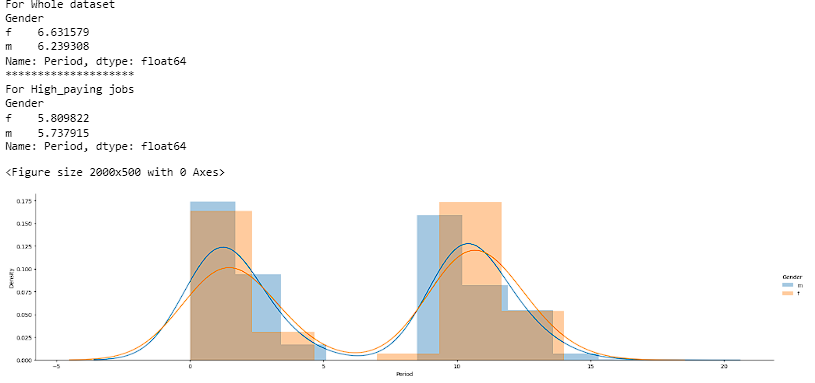 For Whole dataset
Gender
f    6.631579
m    6.239308
Name: Period, dtype: float64
********************
For High_paying jobs
Gender
f    5.809822
m    5.737915
Name: Period, dtype: float64
<Figure size 2000x500 with 0 Axes>
0.175
0.150
0.125
0.100
0.075
0.050
0.025
0.000
Density
Gender
m
f
−5 0 5 10 15 20
Period